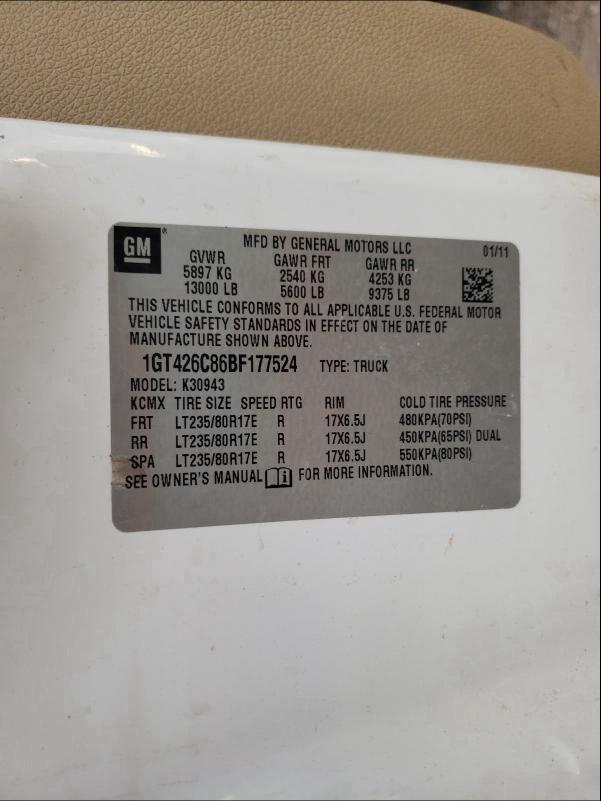 GM ® MFD BY GENERAL MOTORS LLC 01/11
GVWR GAWR FRT GAWR RR
5897 KG 2540 KG 4253 KG
13000 LB 5600 LB 9375 LB
THIS VEHICLE CONFORMS TO ALL APPLICABLE U.S. FEDERAL MOTOR
VEHICLE SAFETY STANDARDS IN EFFECT ON THE DATE OF
MANUFACTURE SHOWN ABOVE.
1GT426C86BF177524 TYPE: TRUCK
MODEL: K30943
KCMX TIRE SIZE SPEED RTG RIM COLD TIRE PRESSURE
FRT LT235/80R17E R 17X6.5J 480KPA(70PSI)
RR LT235/80R17E R 17X6.5J 450KPA(65PSI) DUAL
SPA LT235/80R17E R 17X6.5J 550KPA(80PSI)
SEE OWNER'S MANUAL i FOR MORE INFORMATION.